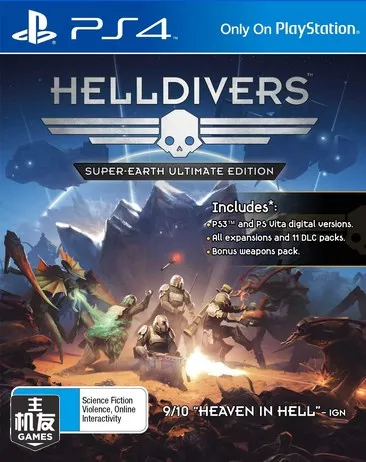 PS4
Only On PlayStation®
HELLDIVERS™
SUPER-EARTH ULTIMATE EDITION
Includes*:
•PS3™ and PS Vita digital versions.
•All expansions and 11 DLC packs.
•Bonus weapons pack.
主
机友
GAMES
Science Fiction
Violence, Online
Interactivity
9/10 "HEAVEN IN HELL"- IGN